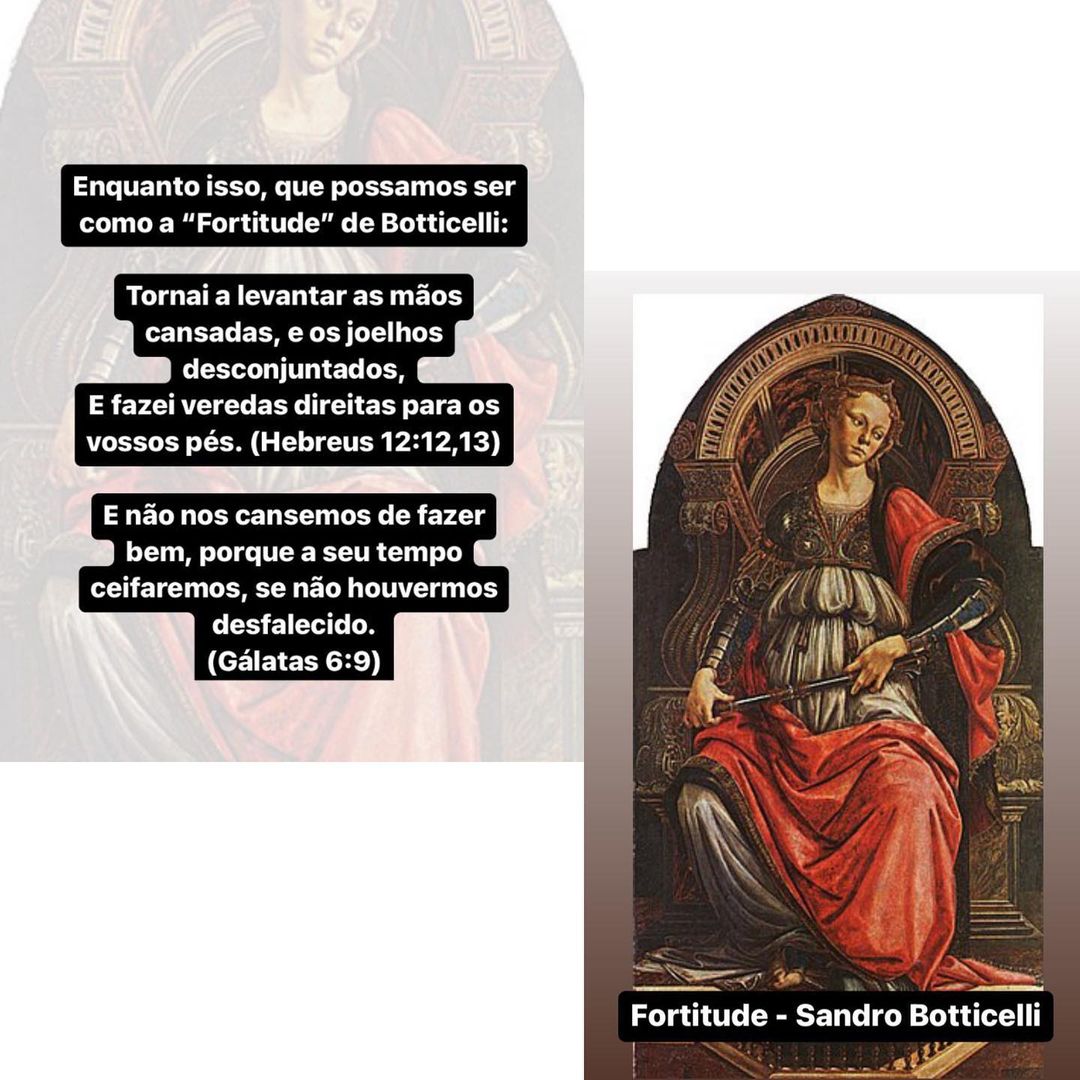 Enquanto isso, que possamos ser
como a “Fortitude” de Botticelli:
Tornai a levantar as mãos
cansadas, e os joelhos
desconjuntados,
E fazei veredas direitas para os
vossos pés. (Hebreus 12:12,13)
E não nos cansemos de fazer
bem, porque a seu tempo
ceifaremos, se não houvermos
desfalecido.
(Gálatas 6:9)
Fortitude - Sandro Botticelli